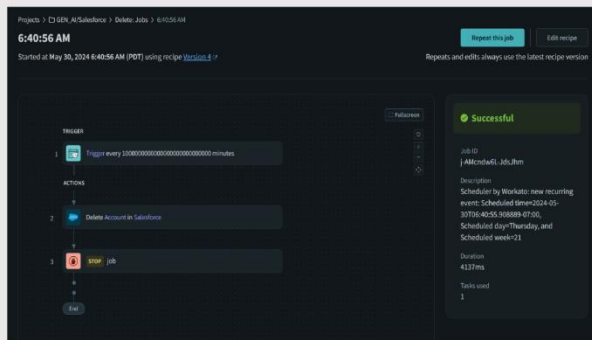 Projects > GEN_AI/Salesforce > Delete: Jobs > 6:40:56 AM
6:40:56 AM
Repeat this job
Edit recipe
Started at May 30, 2024 6:40:56 AM (PDT) using recipe Version 4
Repeats and edits always use the latest recipe version
Fullscreen
TRIGGER
1 Trigger every minutes
ACTIONS
2 Delete Account in Salesforce
3 STOP job
End
Successful
Job ID
j-AMcndw6L-JdsJhm
Description
Scheduler by Workato: new recurring
event: Scheduled time=2024-05-
30T06:40:55.908889-07:00,
Scheduled day=Thursday, and
Scheduled week=21
Duration
4137ms
Tasks used
1